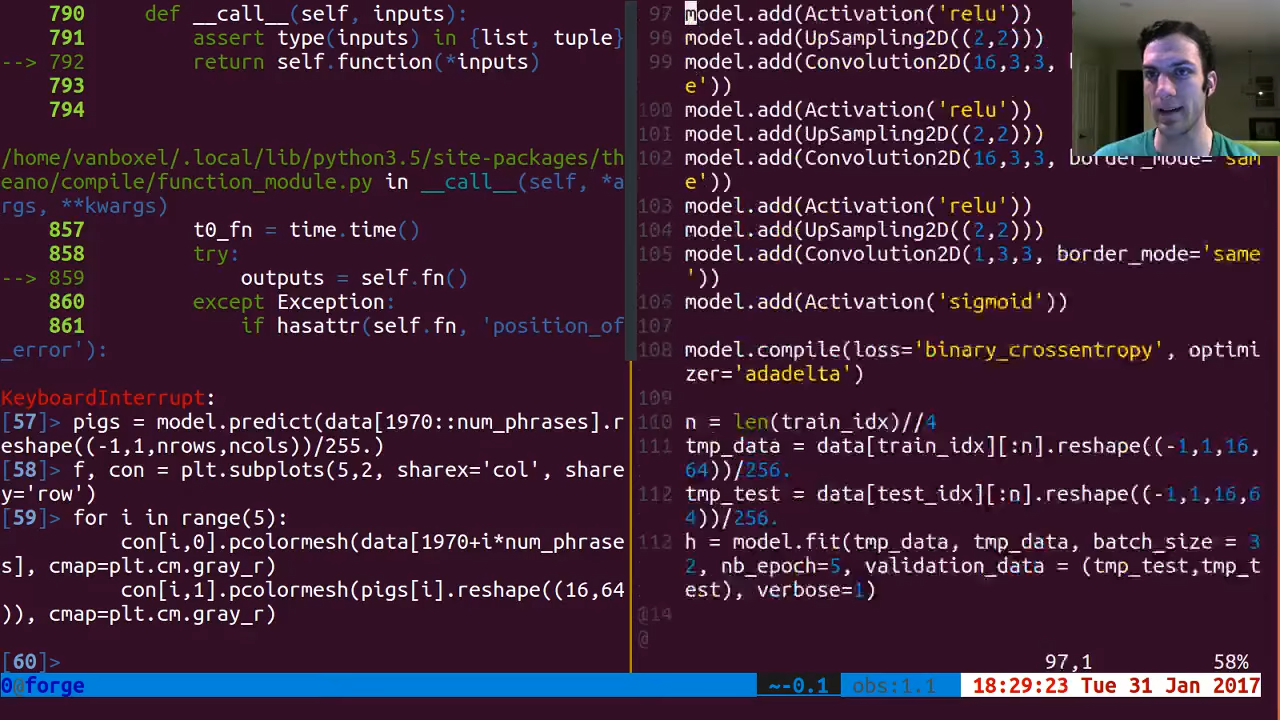 790     def __call__(self, inputs):
791         assert type(inputs) in {list, tuple}
--> 792         return self.function(*inputs)
793
794
/home/vanboxel/.local/lib/python3.5/site-packages/th
eano/compile/function_module.py in __call__(self, *a
rgs, **kwargs)
857         t0_fn = time.time()
858         try:
--> 859             outputs = self.fn()
860         except Exception:
861             if hasattr(self.fn, 'position_of
_error'):
KeyboardInterrupt:
[57]> pigs = model.predict(data[1970::num_phrases].r
eshape((-1,1,nrows,ncols))/255.)
[58]> f, con = plt.subplots(5,2, sharex='col', share
y='row')
[59]> for i in range(5):
con[i,0].pcolormesh(data[1970+i*num_phrase
s], cmap=plt.cm.gray_r)
con[i,1].pcolormesh(pigs[i].reshape((16,64
)), cmap=plt.cm.gray_r)
[60]>
97 model.add(Activation('relu'))
model.add(UpSampling2D((2,2)))
99 model.add(Convolution2D(16,3,3,
e'))
100 model.add(Activation('relu'))
101 model.add(UpSampling2D((2,2)))
102 model.add(Convolution2D(16,3,3, border_mode='sam
e'))
103 model.add(Activation('relu'))
104 model.add(UpSampling2D((2,2)))
105 model.add(Convolution2D(1,3,3, border_mode='same
'))
106 model.add(Activation('sigmoid'))
107
108 model.compile(loss='binary_crossentropy', optimi
zer='adadelta')
109
110 n = len(train_idx)//4
111 tmp_data = data[train_idx][:n].reshape((-1,1,16,
64))/256.
112 tmp_test = data[test_idx][:n].reshape((-1,1,16,6
4))/256.
h = model.fit(tmp_data, tmp_data, batch_size = 3
2, nb_epoch=5, validation_data = (tmp_test,tmp_t
est), verbose=1)
@
97,1 58%
0@forge ~-0.1 obs:1.1 18:29:23 Tue 31 Jan 2017